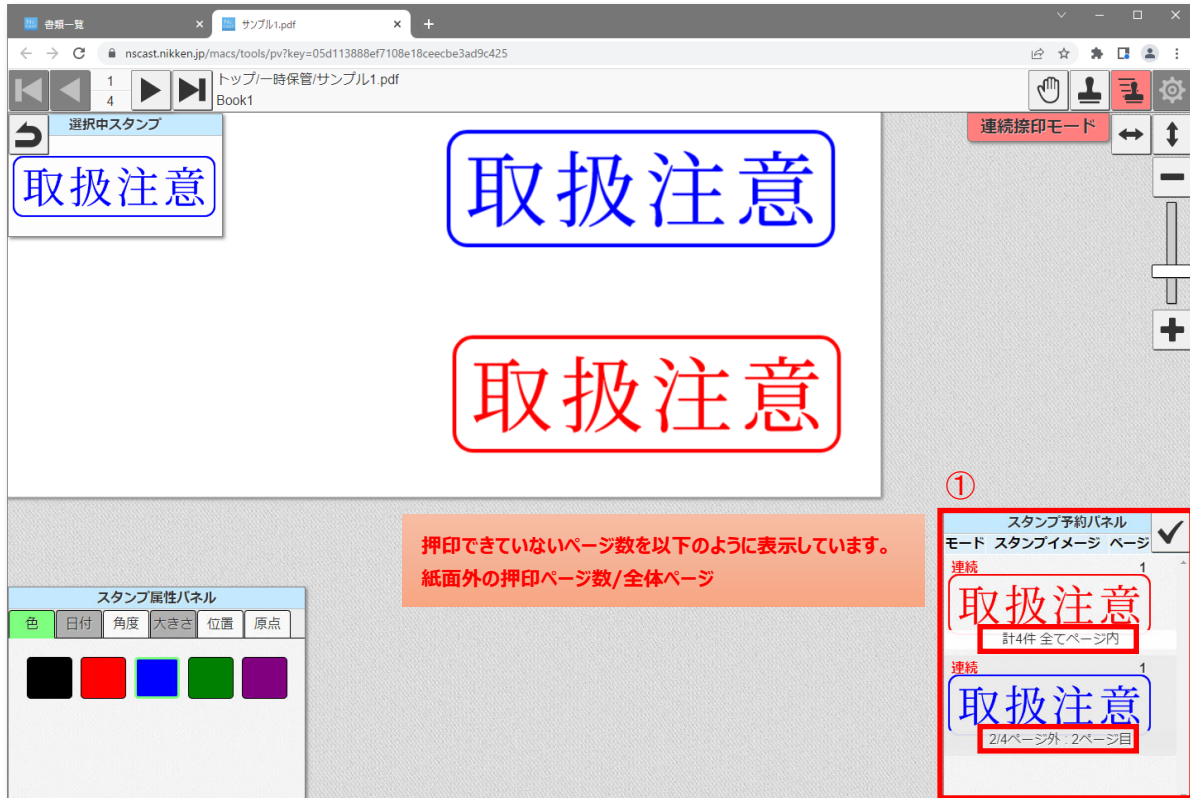 書類一覧
サンプル1.pdf
nscast.nikken.jp/macs/tools/pv?key=05d113888ef7108e18ceecbe3ad9c425
1
4
トップ/一時保管/サンプル1.pdf
Book1
選択中スタンプ
取扱注意
連続捺印モード
取扱注意
取扱注意
①
押印できていないページ数を以下のように表示しています。
紙面外の押印ページ数/全体ページ
スタンプ予約パネル
モード スタンプイメージ ページ
連続 1
取扱注意
計4件 全てページ内
連続 1
取扱注意
2/4ページ外 : 2ページ目
スタンプ属性パネル
色 日付 角度 大きさ 位置 原点